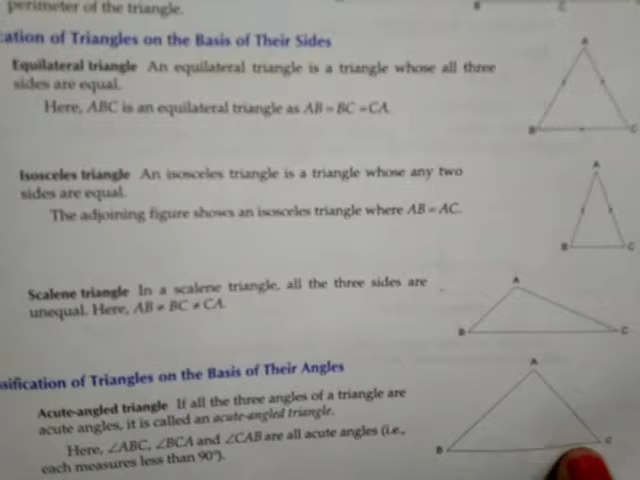 perimeter of the triangle.
B C
cation of Triangles on the Basis of Their Sides
Equilateral triangle An equilateral triangle is a triangle whose all three
sides are equal.
Here, ABC is an equilateral triangle as AB = BC = CA.
A
B C
Isosceles triangle An isosceles triangle is a triangle whose any two
sides are equal.
The adjoining figure shows an isosceles triangle where AB = AC.
A
B C
Scalene triangle In a scalene triangle, all the three sides are
unequal. Here, AB ≠ BC ≠ CA.
A
B C
sification of Triangles on the Basis of Their Angles
Acute-angled triangle If all the three angles of a triangle are
acute angles, it is called an acute-angled triangle.
Here, ∠ABC, ∠BCA and ∠CAB are all acute angles (i.e.,
each measures less than 90°).
A
B C